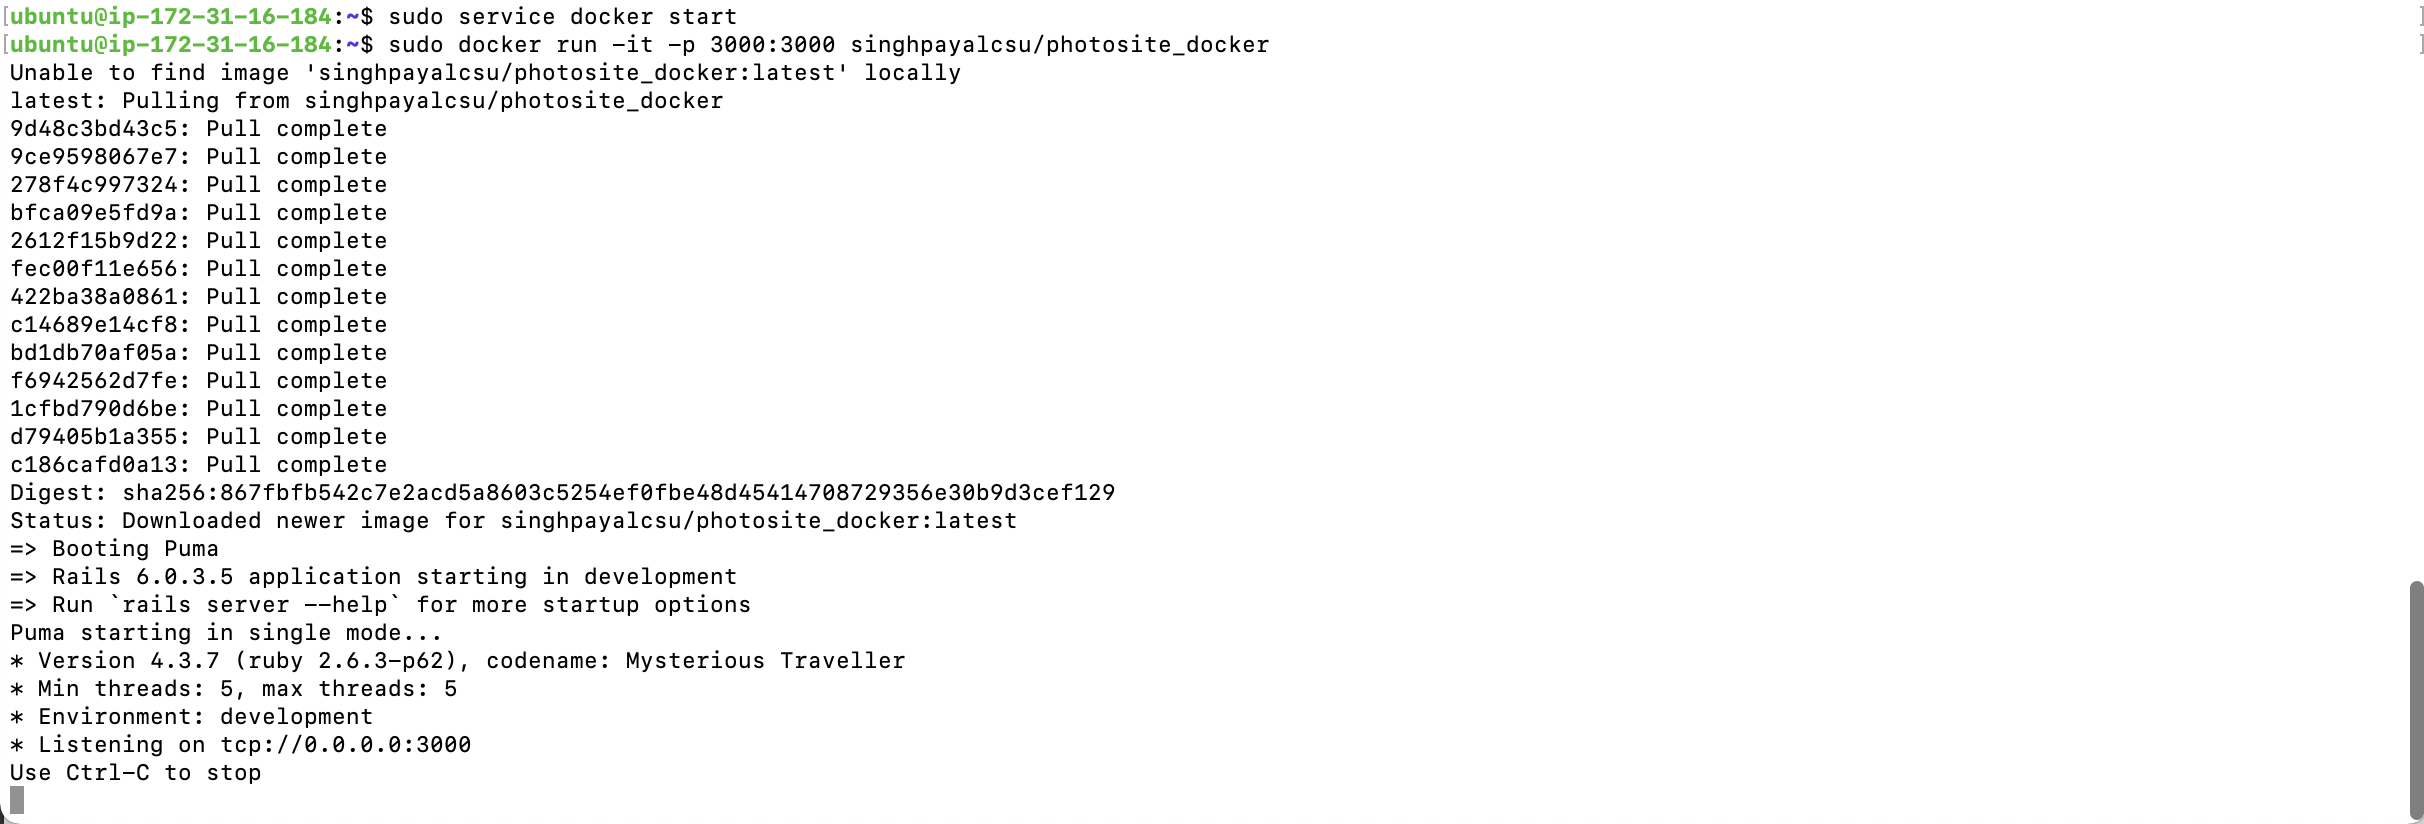 [ubuntu@ip-172-31-16-184:~$ sudo service docker start ]
[ubuntu@ip-172-31-16-184:~$ sudo docker run -it -p 3000:3000 singhpayalcsu/photosite_docker ]
Unable to find image 'singhpayalcsu/photosite_docker:latest' locally
latest: Pulling from singhpayalcsu/photosite_docker
9d48c3bd43c5: Pull complete
9ce9598067e7: Pull complete
278f4c997324: Pull complete
bfca09e5fd9a: Pull complete
2612f15b9d22: Pull complete
fec00f11e656: Pull complete
422ba38a0861: Pull complete
c14689e14cf8: Pull complete
bd1db70af05a: Pull complete
f6942562d7fe: Pull complete
1cfbd790d6be: Pull complete
d79405b1a355: Pull complete
c186cafd0a13: Pull complete
Digest: sha256:867fbfb542c7e2acd5a8603c5254ef0fbe48d45414708729356e30b9d3cef129
Status: Downloaded newer image for singhpayalcsu/photosite_docker:latest
=> Booting Puma
=> Rails 6.0.3.5 application starting in development
=> Run `rails server --help` for more startup options
Puma starting in single mode...
* Version 4.3.7 (ruby 2.6.3-p62), codename: Mysterious Traveller
* Min threads: 5, max threads: 5
* Environment: development
* Listening on tcp://0.0.0.0:3000
Use Ctrl-C to stop